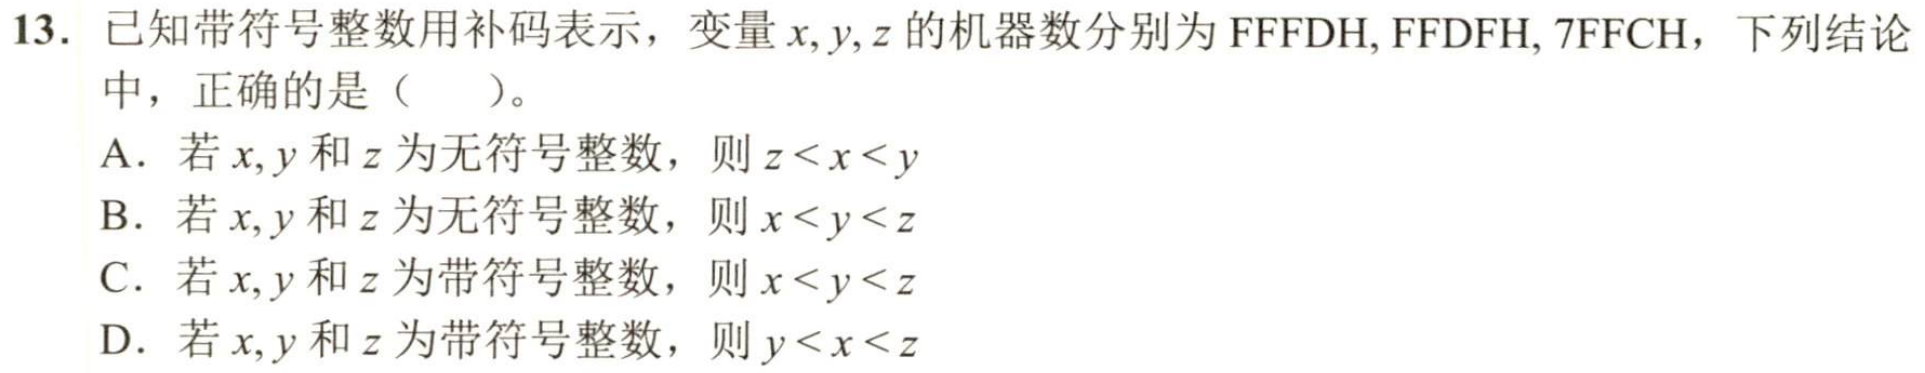 13. 已知带符号整数用补码表示，变量 x, y, z 的机器数分别为 FFFDH, FFDFH, 7FFCH，下列结论
中，正确的是（ ）。
A. 若 x, y 和 z 为无符号整数，则 z < x < y
B. 若 x, y 和 z 为无符号整数，则 x < y < z
C. 若 x, y 和 z 为带符号整数，则 x < y < z
D. 若 x, y 和 z 为带符号整数，则 y < x < z